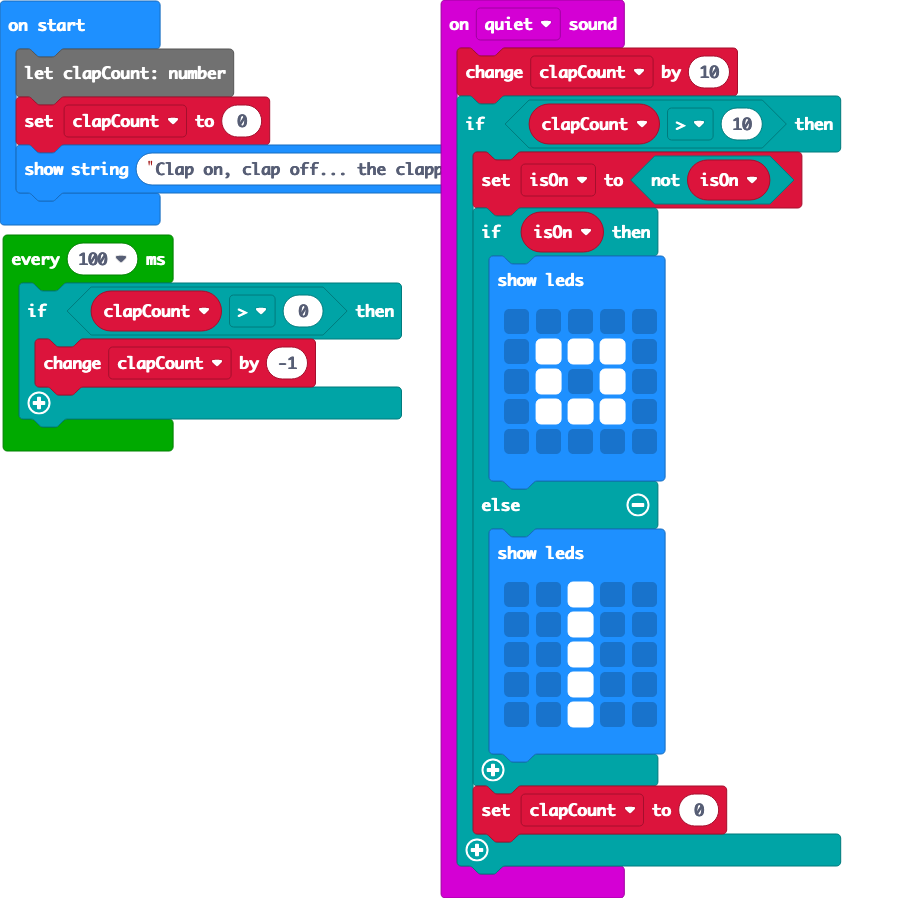 on start
let clapCount: number
set clapCount to 0
show string "Clap on, clap off... the clapp
every 100 ms
if clapCount > 0 then
change clapCount by -1
on quiet sound
change clapCount by 10
if clapCount > 10 then
set isOn to not isOn
if isOn then
show leds
else
show leds
set clapCount to 0